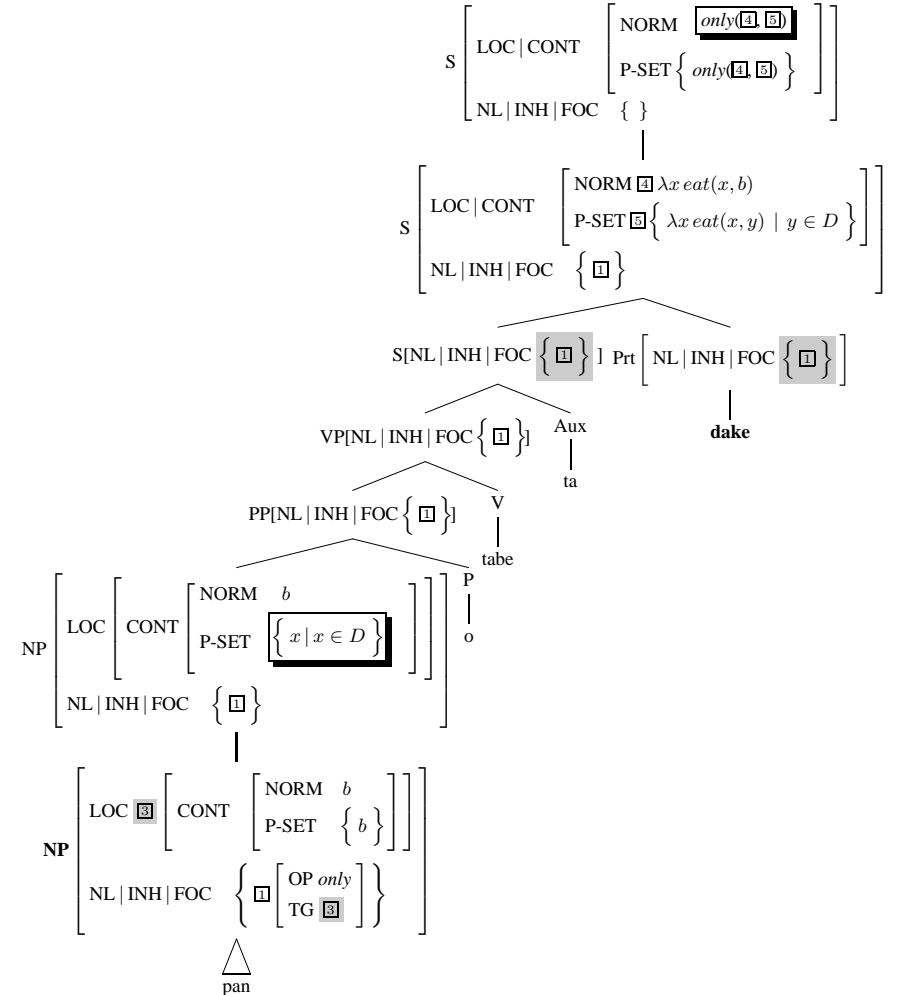 NORM only(4, 5)
S LOC | CONT
P-SET { only(4, 5) }
NL | INH | FOC { }
NORM 4 λx eat(x, b)
LOC | CONT
S P-SET 5 { λx eat(x, y) | y ∈ D }
NL | INH | FOC { 1 }
S[NL | INH | FOC { 1 } ] Prt [ NL | INH | FOC { 1 } ]
VP[NL | INH | FOC { 1 }] Aux dake
ta
PP[NL | INH | FOC { 1 }] V
tabe
NORM b P
LOC [ CONT
P-SET { x | x ∈ D } o
NP
NL | INH | FOC { 1 }
NORM b
LOC 3 [ CONT
P-SET { b }
NP
OP only
NL | INH | FOC { 1
TG 3
pan